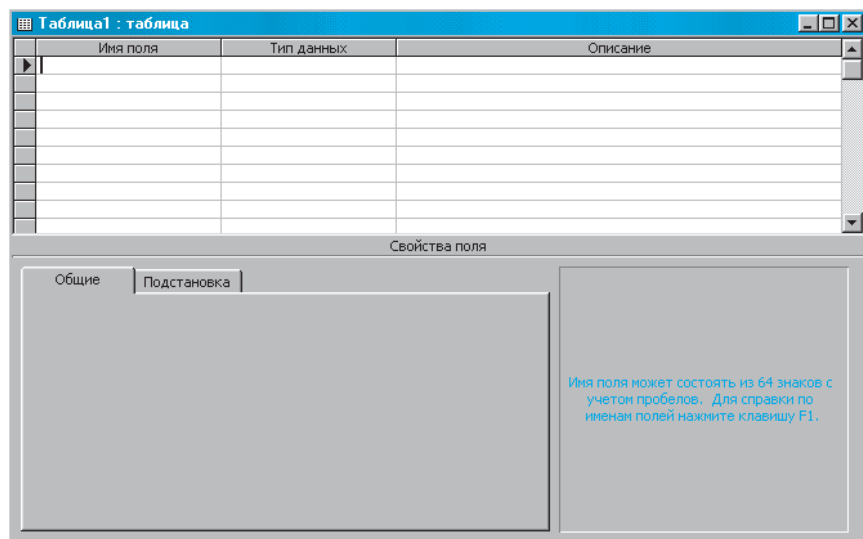 Таблица1 : таблица
Имя поля Тип данных Описание
Свойства поля
Общие Подстановка
Имя поля может состоять из 64 знаков с
учетом пробелов. Для справки по
именам полей нажмите клавишу F1.